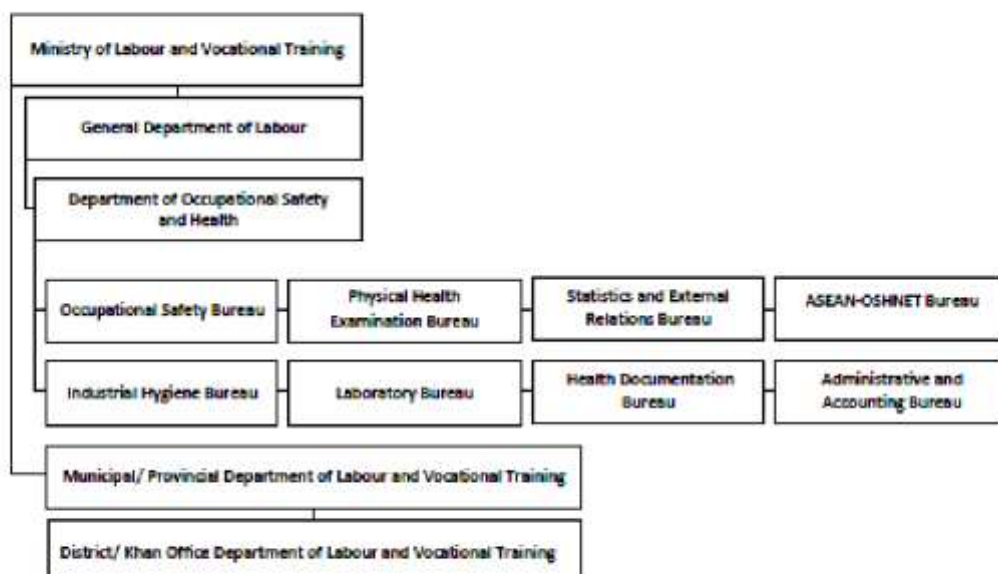 Ministry of Labour and Vocational Training
General Department of Labour
Department of Occupational Safety
and Health
Occupational Safety Bureau
Physical Health
Examination Bureau
Statistics and External
Relations Bureau
ASEAN-OSHNET Bureau
Industrial Hygiene Bureau
Laboratory Bureau
Health Documentation
Bureau
Administrative and
Accounting Bureau
Municipal/ Provincial Department of Labour and Vocational Training
District/ Khan Office Department of Labour and Vocational Training